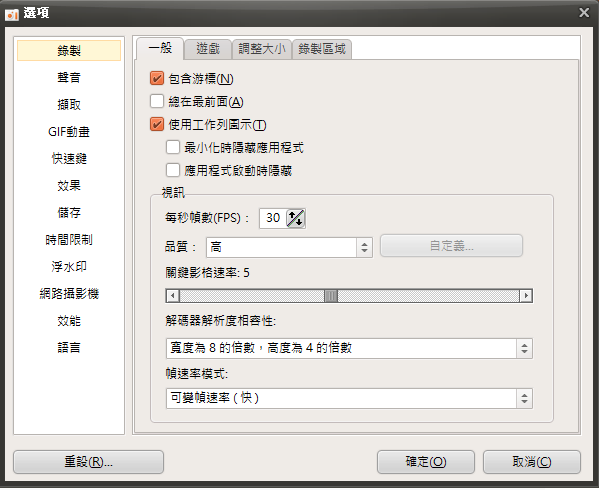 選項
錄製
聲音
擷取
GIF動畫
快速鍵
效果
儲存
時間限制
浮水印
網路攝影機
效能
語言
一般 遊戲 調整大小 錄製區域
包含游標(N)
總在最前面(A)
使用工作列圖示(T)
最小化時隱藏應用程式
應用程式啟動時隱藏
視訊
每秒幀數(FPS)： 30
品質： 高 自定義...
關鍵影格速率: 5
解碼器解析度相容性:
寬度為 8 的倍數，高度為 4 的倍數
幀速率模式:
可變幀速率 ( 快 )
重設(R)... 確定(O) 取消(C)